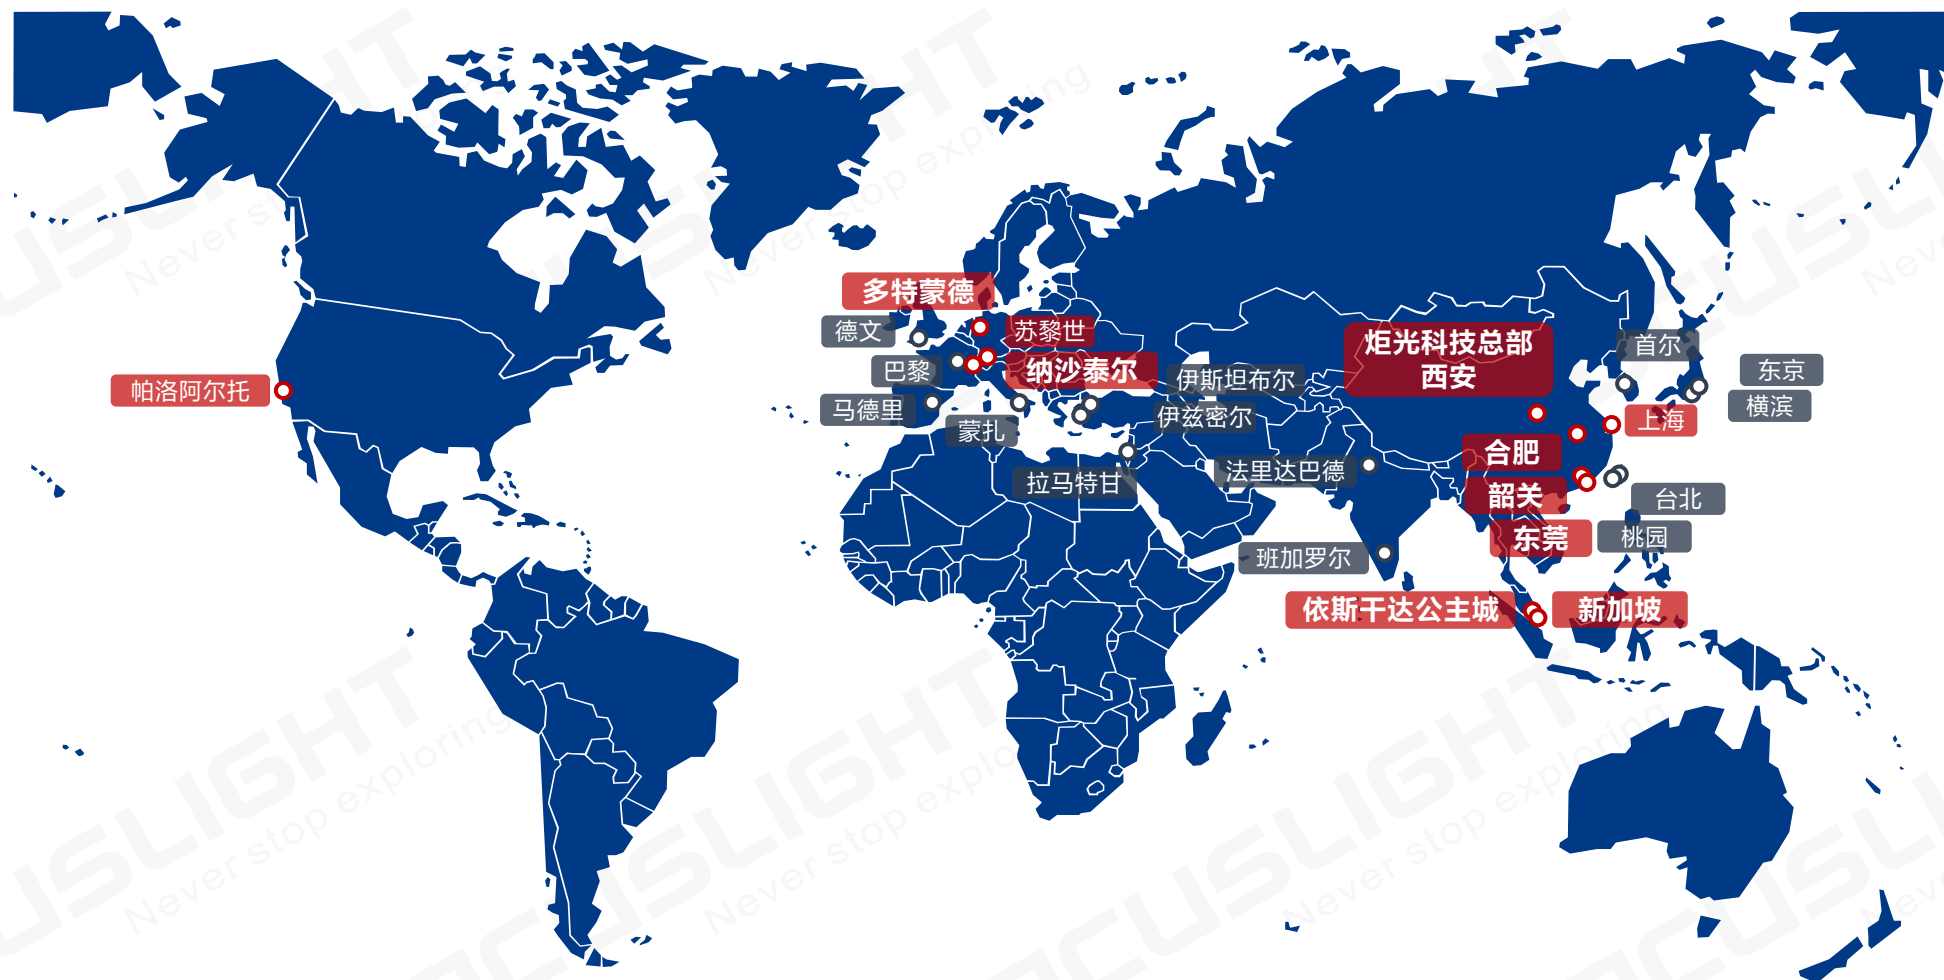 多特蒙德
德文
苏黎世
炬光科技总部
西安
首尔
巴黎
纳沙泰尔
伊斯坦布尔
东京
帕洛阿尔托
马德里
蒙扎
伊兹密尔
上海
横滨
合肥
拉马特甘
法里达巴德
韶关
台北
东莞
桃园
班加罗尔
依斯干达公主城
新加坡
FOCUSLIGHT
Never stop exploring